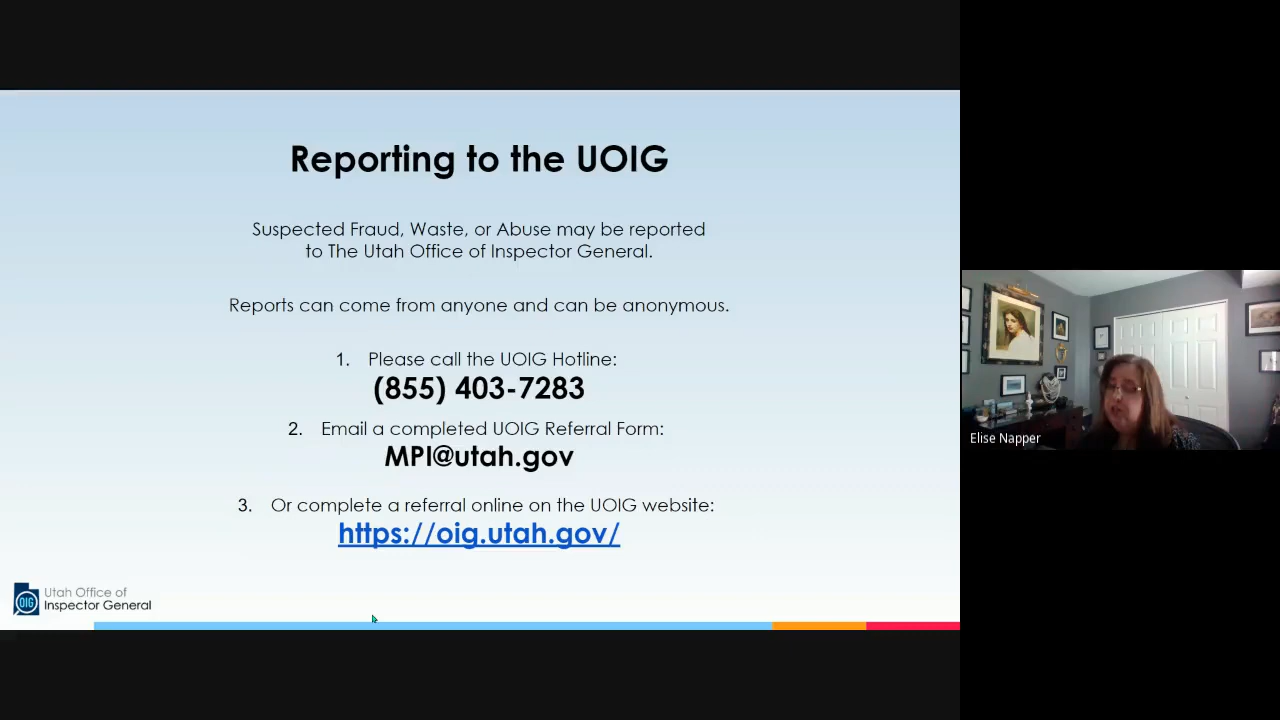 Reporting to the UOIG
Suspected Fraud, Waste, or Abuse may be reported
to The Utah Office of Inspector General.
Reports can come from anyone and can be anonymous.
1. Please call the UOIG Hotline:
(855) 403-7283
2. Email a completed UOIG Referral Form:
MPI@utah.gov
3. Or complete a referral online on the UOIG website:
https://oig.utah.gov/
OIG
Utah Office of
Inspector General
Elise Napper